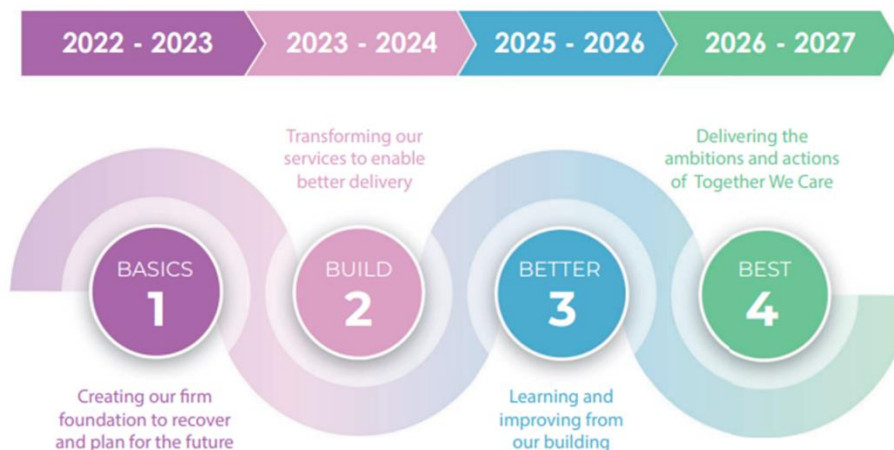 2022 - 2023
2023 - 2024
2025 - 2026
2026 - 2027
Transforming our
services to enable
better delivery
Delivering the
ambitions and actions
of Together We Care
BASICS
1
BUILD
2
BETTER
3
BEST
4
Creating our firm
foundation to recover
and plan for the future
Learning and
improving from
our building